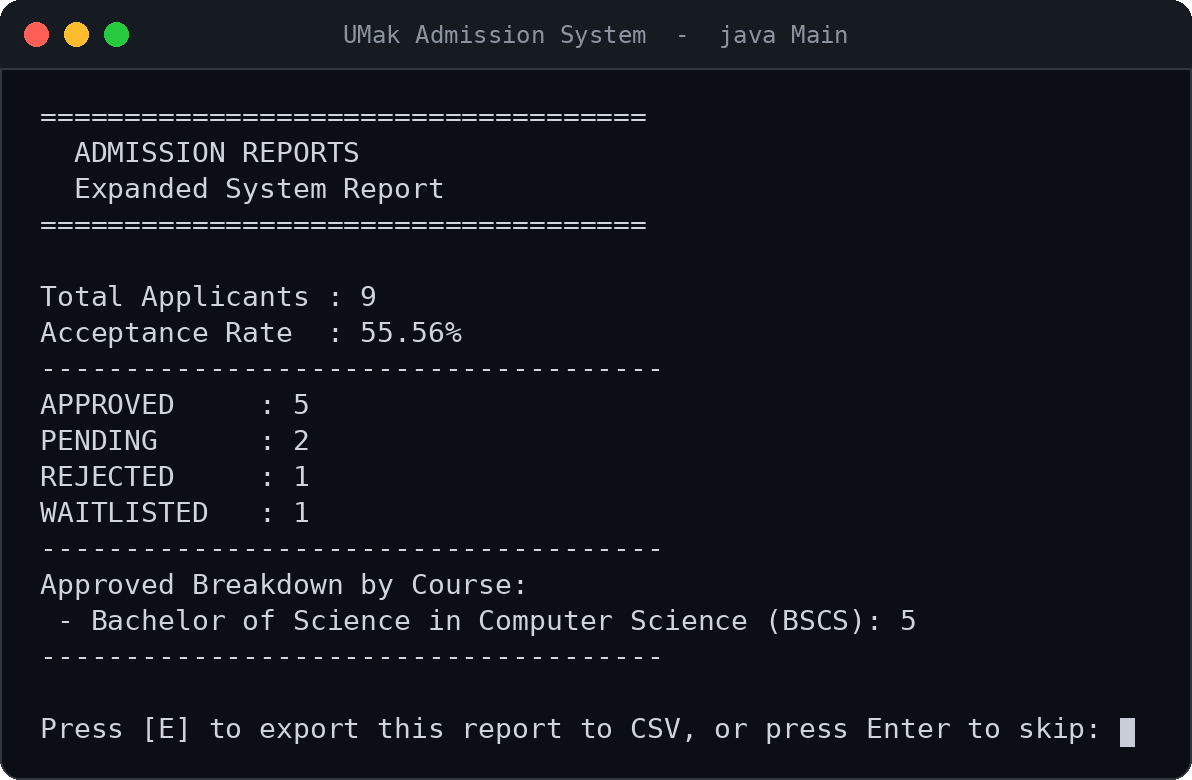 UMak Admission System  -  java Main
====================================
  ADMISSION REPORTS
  Expanded System Report
====================================
Total Applicants : 9
Acceptance Rate  : 55.56%
-------------------------------------
APPROVED     : 5
PENDING      : 2
REJECTED     : 1
WAITLISTED   : 1
-------------------------------------
Approved Breakdown by Course:
 - Bachelor of Science in Computer Science (BSCS): 5
-------------------------------------
Press [E] to export this report to CSV, or press Enter to skip: